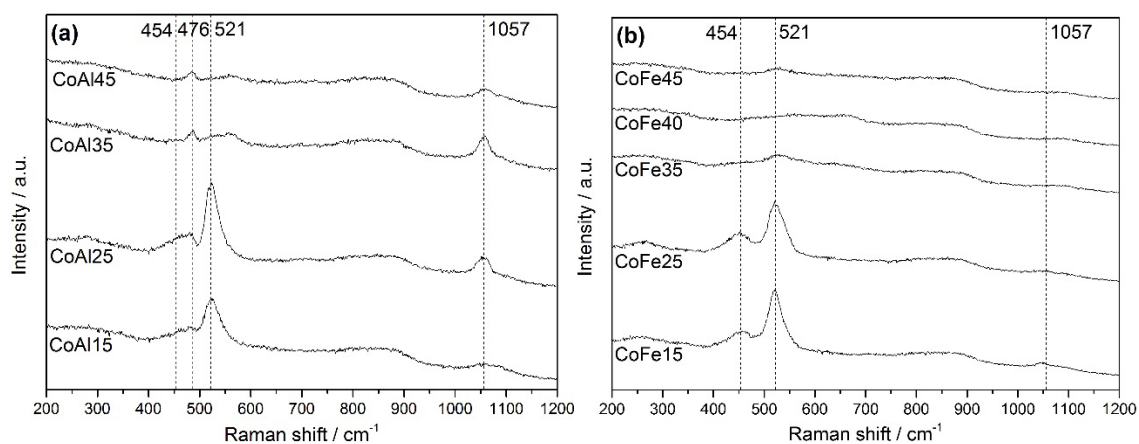 (a)
454 476 521 1057
CoAl45
CoAl35
CoAl25
CoAl15
Intensity / a.u.
200 300 400 500 600 700 800 900 1000 1100 1200
Raman shift / cm⁻¹
(b)
454 521 1057
CoFe45
CoFe40
CoFe35
CoFe25
CoFe15
Intensity / a.u.
200 300 400 500 600 700 800 900 1000 1100 1200
Raman shift / cm⁻¹